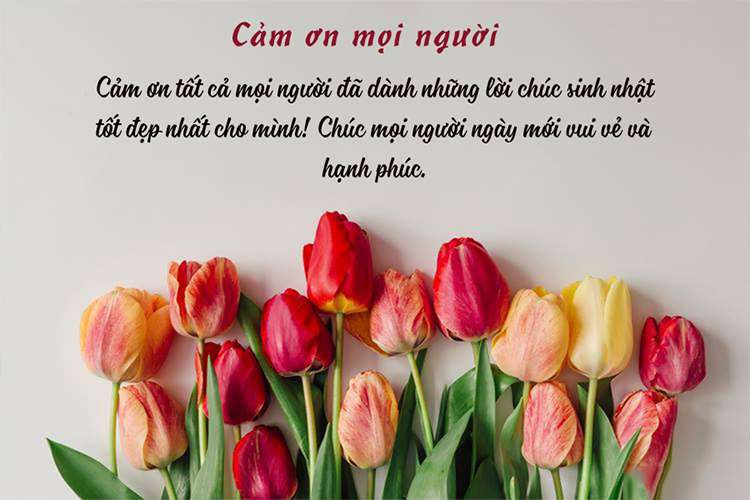 Cảm ơn mọi người
Cảm ơn tất cả mọi người đã dành những lời chúc sinh nhật
tốt đẹp nhất cho mình! Chúc mọi người ngày mới vui vẻ và
hạnh phúc.